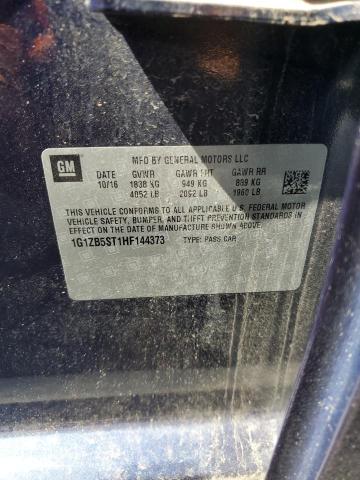 GM
MFD BY GENERAL MOTORS LLC
DATE GVWR GAWR FRT GAWR RR
10/16 1838 KG 949 KG 889 KG
4052 LB 2092 LB 1960 LB
THIS VEHICLE CONFORMS TO ALL APPLICABLE U.S. FEDERAL MOTOR
VEHICLE SAFETY, BUMPER, AND THEFT PREVENTION STANDARDS
IN EFFECT ON THE DATE OF MANUFACTURE SHOWN ABOVE.
1G1ZB5ST1HF144373 TYPE: PASS CAR